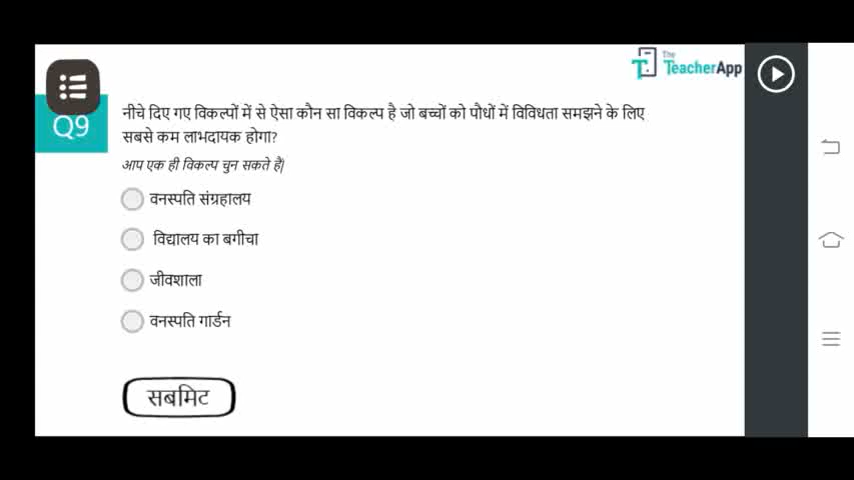 The
TeacherApp
Q9
नीचे दिए गए विकल्पों में से ऐसा कौन सा विकल्प है जो बच्चों को पौधों में विविधता समझने के लिए
सबसे कम लाभदायक होगा?
आप एक ही विकल्प चुन सकते हैं|
वनस्पति संग्रहालय
विद्यालय का बगीचा
जीवशाला
वनस्पति गार्डन
सबमिट